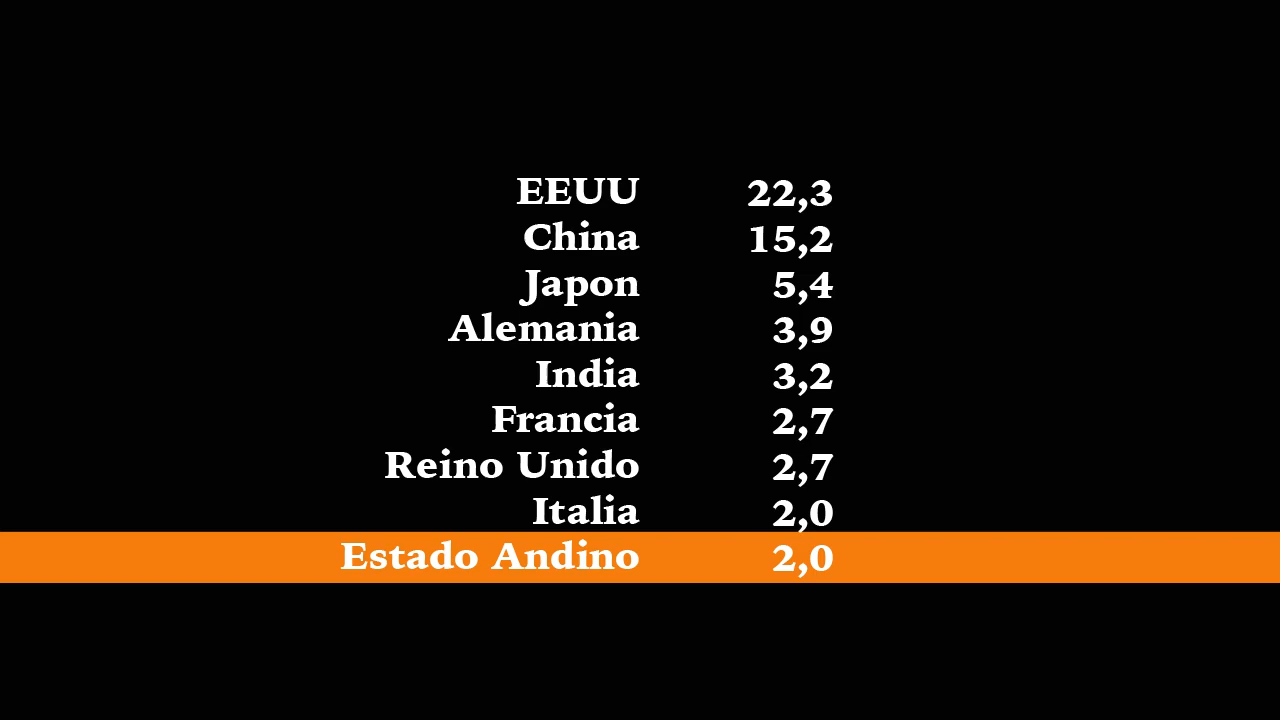 EEUU 22,3
China 15,2
Japon 5,4
Alemania 3,9
India 3,2
Francia 2,7
Reino Unido 2,7
Italia 2,0
Estado Andino 2,0